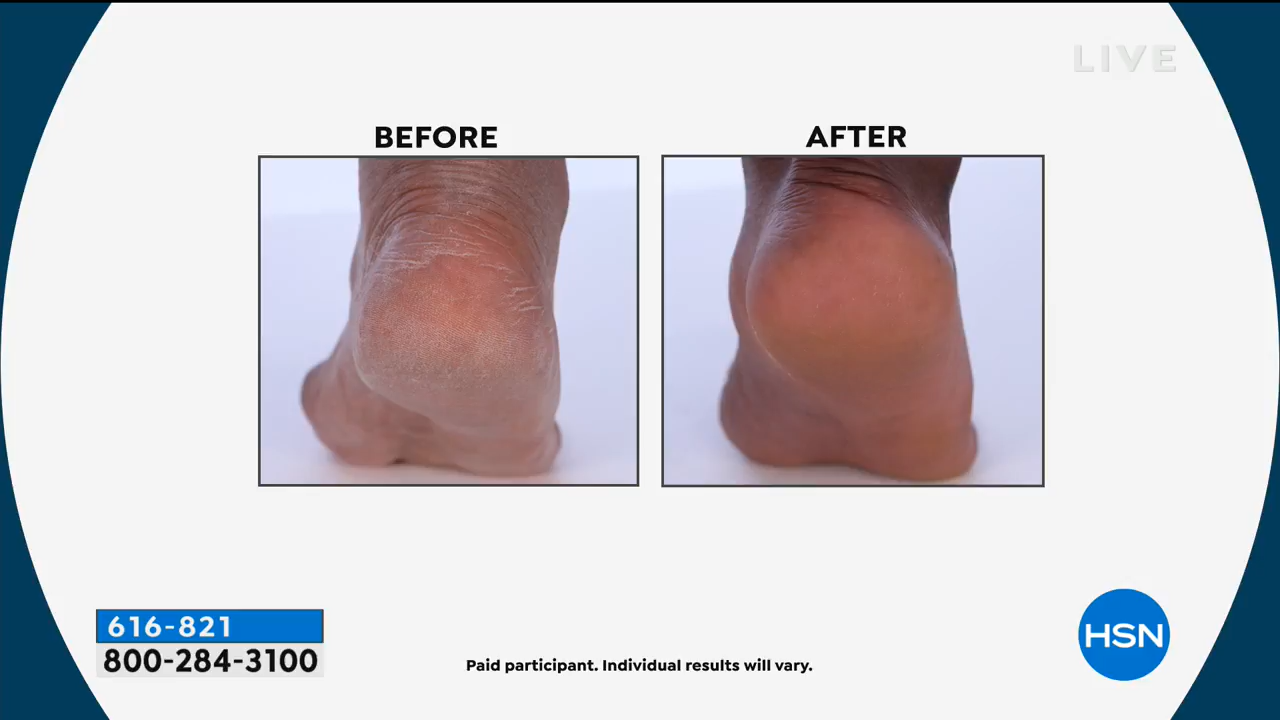 LIVE
BEFORE
AFTER
616-821
800-284-3100
Paid participant. Individual results will vary.
HSN